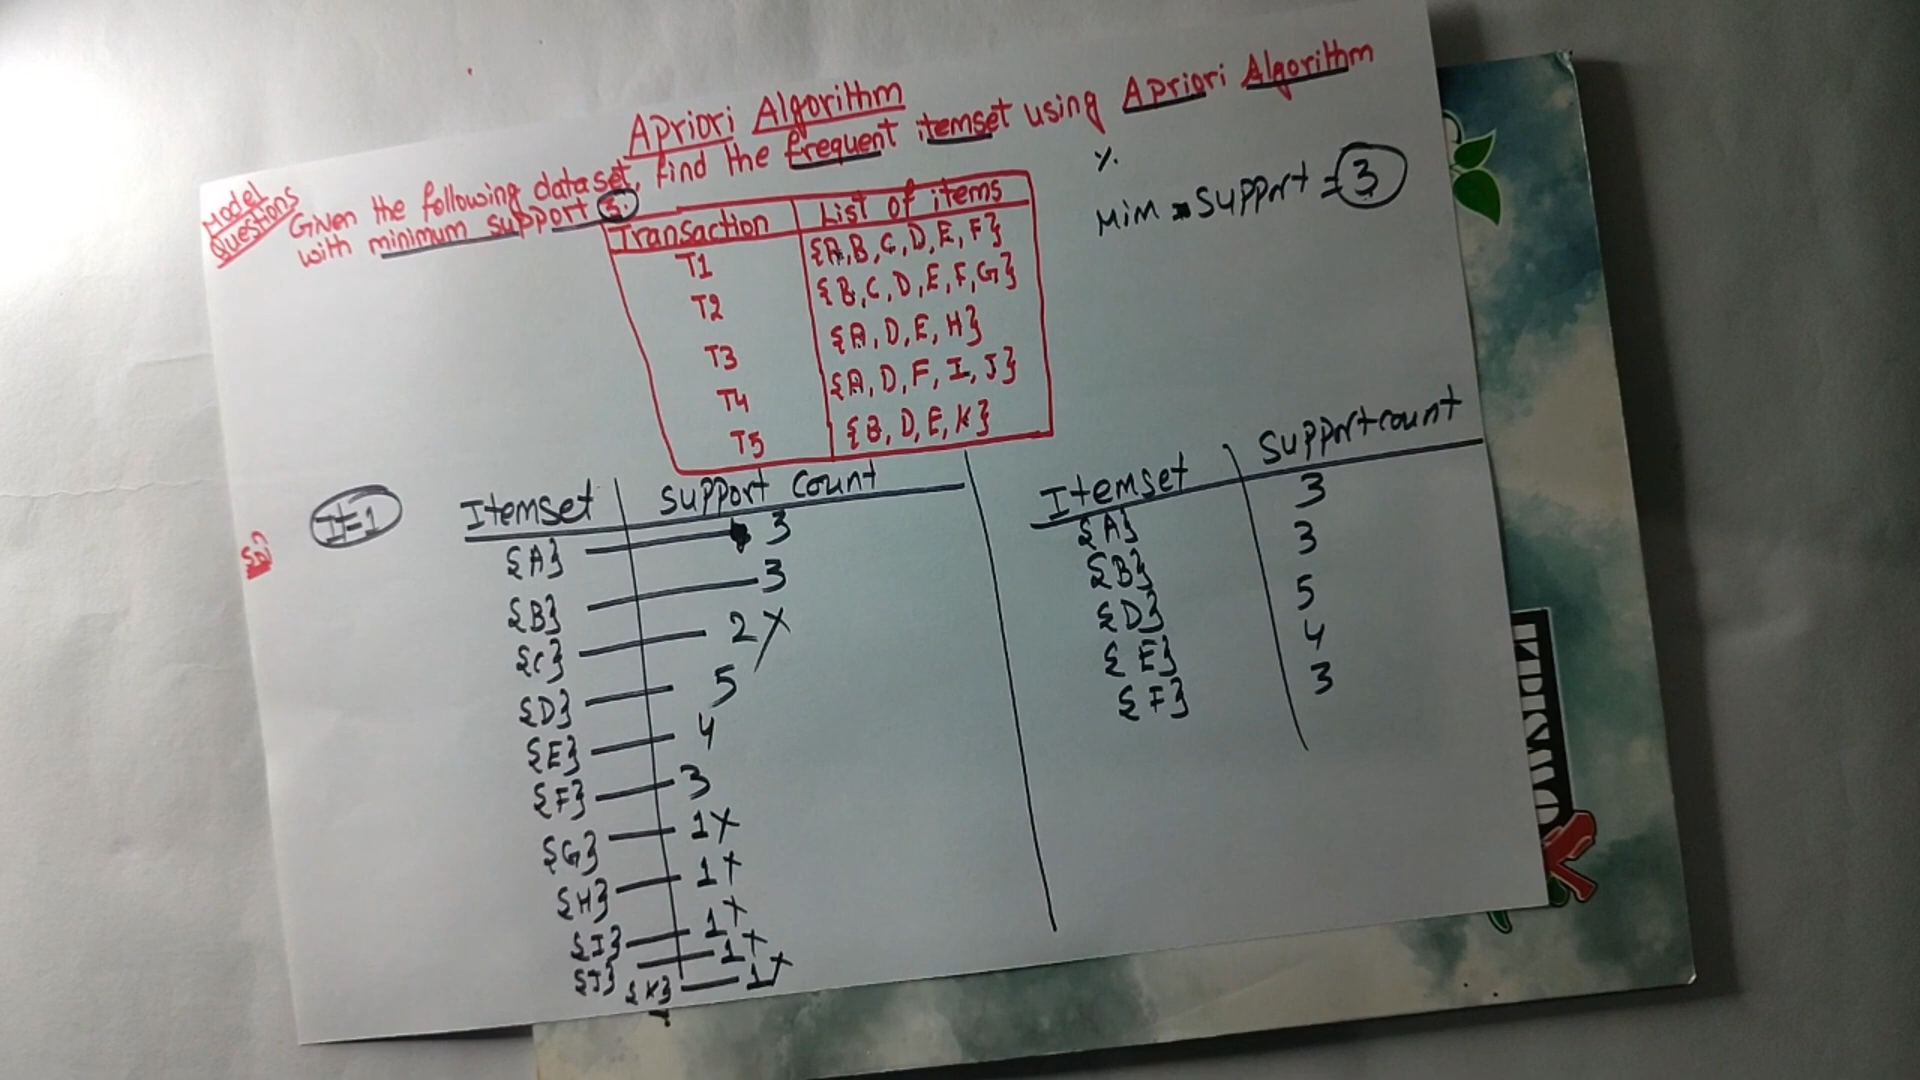 Apriori Algorithm
Model
Questions
Given the following dataset, find the frequent itemset using Apriori Algorithm
with minimum support 3.
Transaction List of items
T1 {A,B,C,D,E,F}
T2 {B,C,D,E,F,G}
T3 {A,D,E,H}
T4 {A,D,F,I,J}
T5 {B,D,E,K}
Mim Support = 3
It=1
Itemset Support count
{A} 3
{B} 3
{C} 2 X
{D} 5
{E} 4
{F} 3
{G} 1 X
{H} 1 X
{I} 1 X
{J} 1 X
{K} 1 X
Itemset Support count
{A} 3
{B} 3
{D} 5
{E} 4
{F} 3